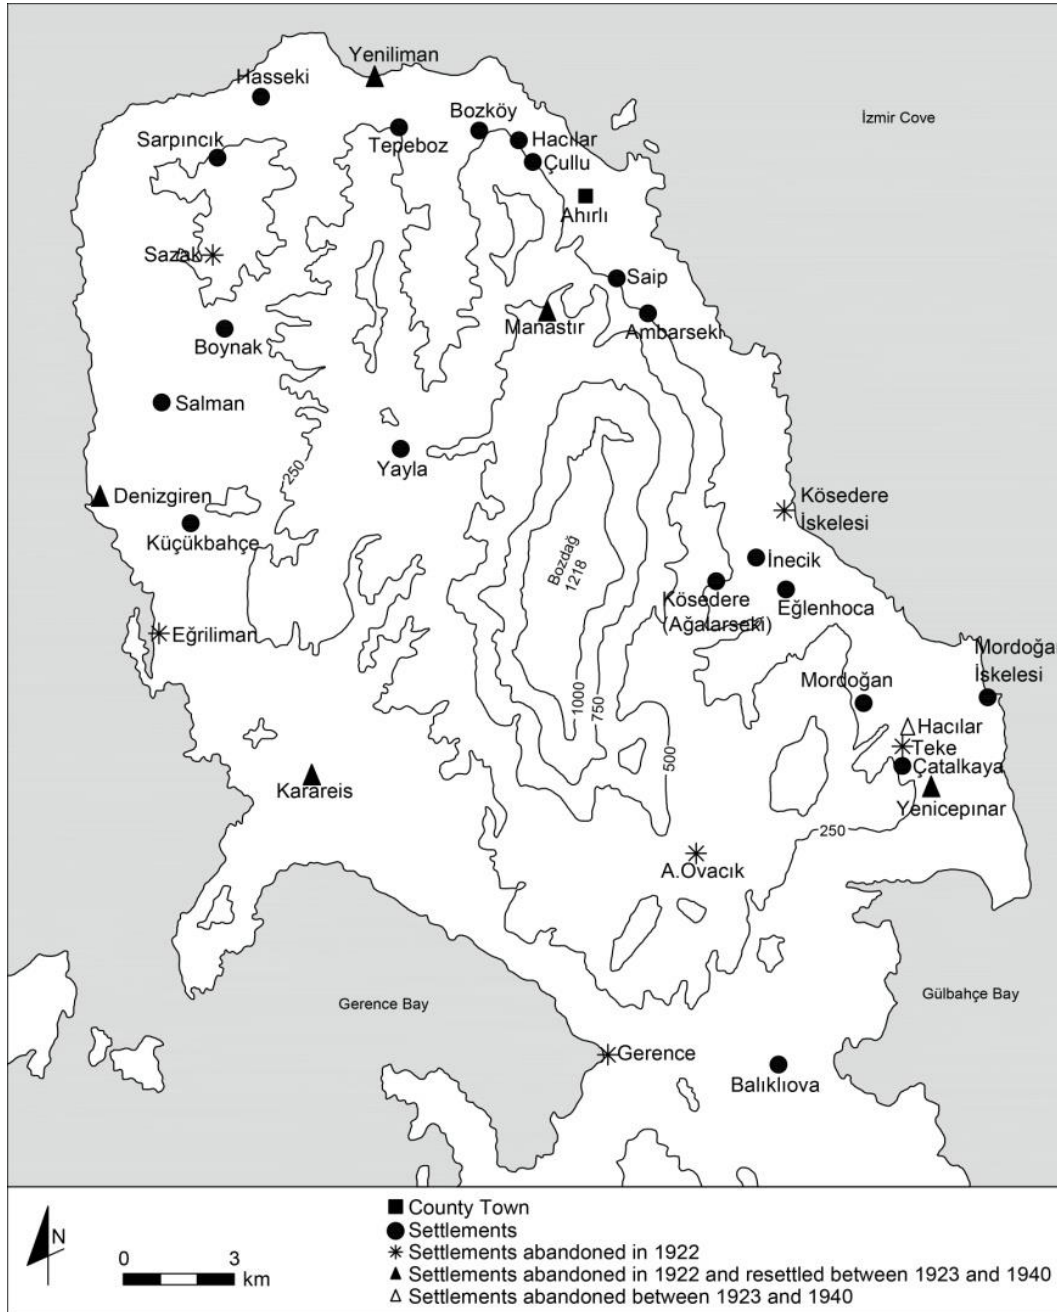 Yeniliman
Hasseki
Bozköy
İzmir Cove
Sarpıncık
Tepeboz
Hacılar
Çullu
Ahırlı
Sazak
Saip
Manastır
Ambarseki
Boynak
Salman
250
Yayla
Denizgiren
Kösedere
İskelesi
Küçükbahçe
İnecik
Bozdağ
1218
Kösedere
(Ağalarseki)
Eğlenhoca
Eğriliman
Mordoğan
İskelesi
Mordoğan
1000
750
500
Hacılar
Teke
Çatalkaya
Yenicepınar
Karareis
250
A.Ovacık
Gerence Bay
Gülbahçe Bay
Gerence
Balıklıova
N
0 3
km
County Town
Settlements
Settlements abandoned in 1922
Settlements abandoned in 1922 and resettled between 1923 and 1940
Settlements abandoned between 1923 and 1940